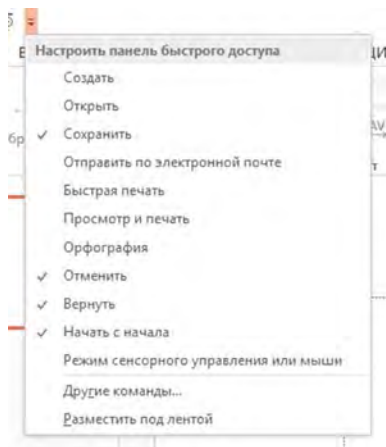 Настроить панель быстрого доступа
Создать
Открыть
Сохранить
Отправить по электронной почте
Быстрая печать
Просмотр и печать
Орфография
Отменить
Вернуть
Начать с начала
Режим сенсорного управления или мыши
Другие команды...
Разместить под лентой